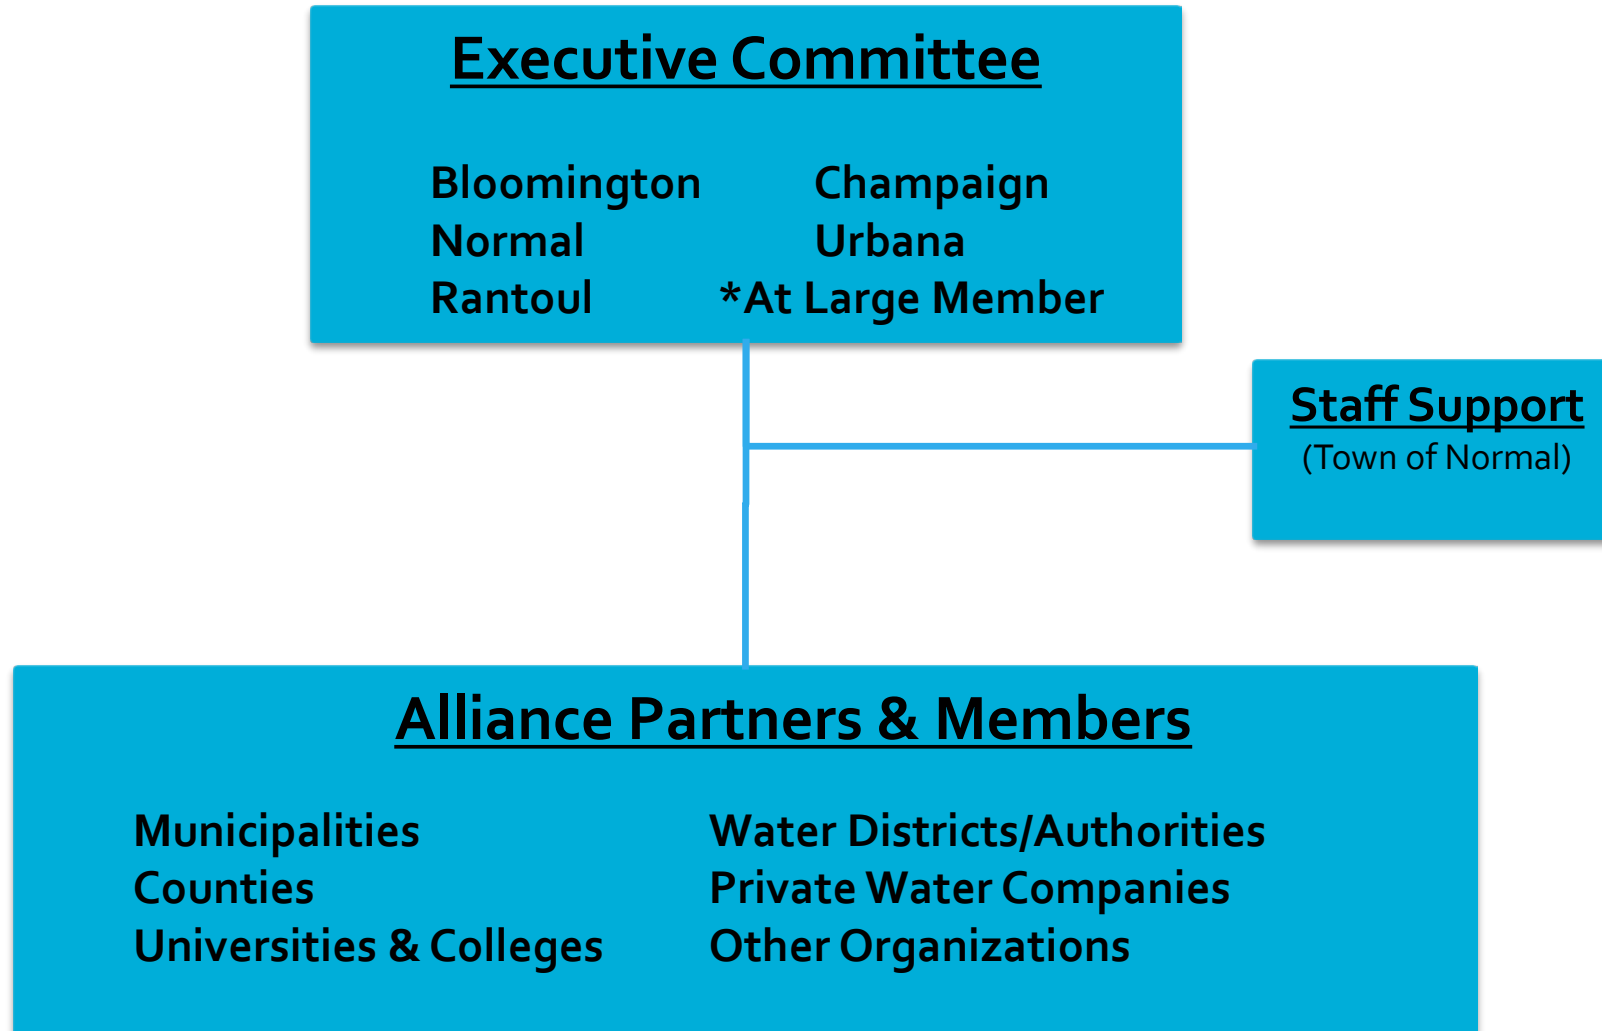 Executive Committee
Bloomington Champaign
Normal Urbana
Rantoul *At Large Member
Staff Support
(Town of Normal)
Alliance Partners & Members
Municipalities Water Districts/Authorities
Counties Private Water Companies
Universities & Colleges Other Organizations